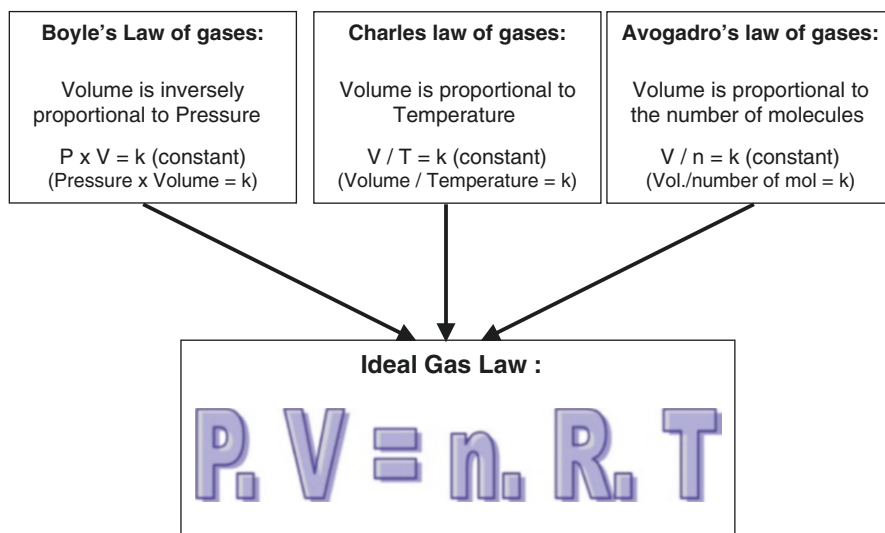 Boyle's Law of gases:
Volume is inversely
proportional to Pressure
P x V = k (constant)
(Pressure x Volume = k)
Charles law of gases:
Volume is proportional to
Temperature
V / T = k (constant)
(Volume / Temperature = k)
Avogadro's law of gases:
Volume is proportional to
the number of molecules
V / n = k (constant)
(Vol./number of mol = k)
Ideal Gas Law :
P. V = n. R. T